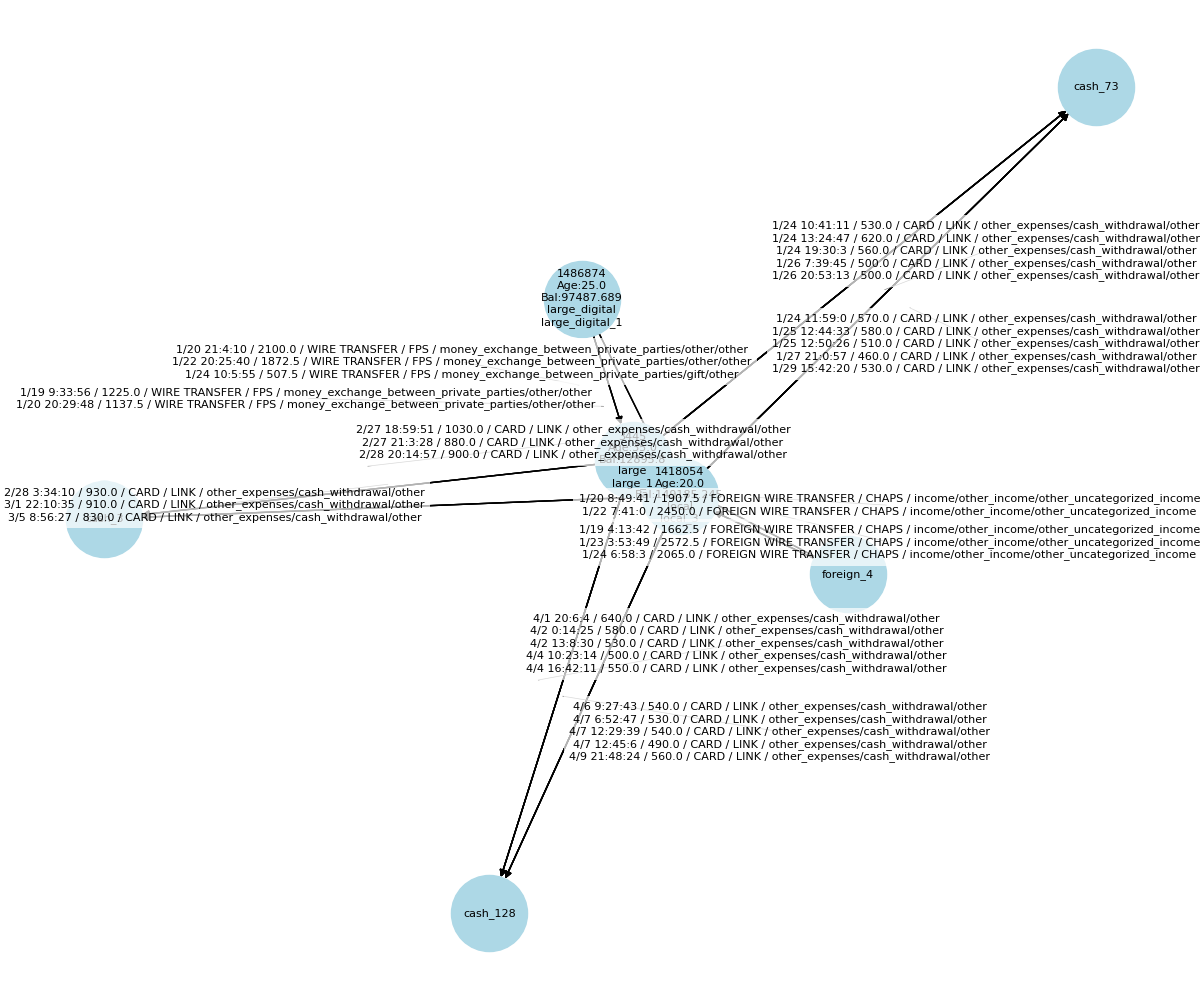 cash_73
1/24 10:41:11 / 530.0 / CARD / LINK / other_expenses/cash_withdrawal/other
1/24 13:24:47 / 620.0 / CARD / LINK / other_expenses/cash_withdrawal/other
1/24 19:30:3 / 560.0 / CARD / LINK / other_expenses/cash_withdrawal/other
1/26 7:39:45 / 500.0 / CARD / LINK / other_expenses/cash_withdrawal/other
1/26 20:53:13 / 500.0 / CARD / LINK / other_expenses/cash_withdrawal/other
1486874
Age:25.0
Bal:97487.689
large_digital
large_digital_1
1/24 11:59:0 / 570.0 / CARD / LINK / other_expenses/cash_withdrawal/other
1/25 12:44:33 / 580.0 / CARD / LINK / other_expenses/cash_withdrawal/other
1/25 12:50:26 / 510.0 / CARD / LINK / other_expenses/cash_withdrawal/other
1/27 21:0:57 / 460.0 / CARD / LINK / other_expenses/cash_withdrawal/other
1/29 15:42:20 / 530.0 / CARD / LINK / other_expenses/cash_withdrawal/other
1/20 21:4:10 / 2100.0 / WIRE TRANSFER / FPS / money_exchange_between_private_parties/other/other
1/22 20:25:40 / 1872.5 / WIRE TRANSFER / FPS / money_exchange_between_private_parties/other/other
1/24 10:5:55 / 507.5 / WIRE TRANSFER / FPS / money_exchange_between_private_parties/gift/other
1/19 9:33:56 / 1225.0 / WIRE TRANSFER / FPS / money_exchange_between_private_parties/other/other
1/20 20:29:48 / 1137.5 / WIRE TRANSFER / FPS / money_exchange_between_private_parties/other/other
2/27 18:59:51 / 1030.0 / CARD / LINK / other_expenses/cash_withdrawal/other
2/27 21:3:28 / 880.0 / CARD / LINK / other_expenses/cash_withdrawal/other
2/28 20:14:57 / 900.0 / CARD / LINK / other_expenses/cash_withdrawal/other
large
large_1
1418054
Age:20.0
2/28 3:34:10 / 930.0 / CARD / LINK / other_expenses/cash_withdrawal/other
3/1 22:10:35 / 910.0 / CARD / LINK / other_expenses/cash_withdrawal/other
3/5 8:56:27 / 830.0 / CARD / LINK / other_expenses/cash_withdrawal/other
1/20 8:49:41 / 1907.5 / FOREIGN WIRE TRANSFER / CHAPS / income/other_income/other_uncategorized_income
1/22 7:41:0 / 2450.0 / FOREIGN WIRE TRANSFER / CHAPS / income/other_income/other_uncategorized_income
1/19 4:13:42 / 1662.5 / FOREIGN WIRE TRANSFER / CHAPS / income/other_income/other_uncategorized_income
1/23 3:53:49 / 2572.5 / FOREIGN WIRE TRANSFER / CHAPS / income/other_income/other_uncategorized_income
1/24 6:58:3 / 2065.0 / FOREIGN WIRE TRANSFER / CHAPS / income/other_income/other_uncategorized_income
foreign_4
4/1 20:6:4 / 640.0 / CARD / LINK / other_expenses/cash_withdrawal/other
4/2 0:14:25 / 580.0 / CARD / LINK / other_expenses/cash_withdrawal/other
4/2 13:8:30 / 530.0 / CARD / LINK / other_expenses/cash_withdrawal/other
4/4 10:23:14 / 500.0 / CARD / LINK / other_expenses/cash_withdrawal/other
4/4 16:42:11 / 550.0 / CARD / LINK / other_expenses/cash_withdrawal/other
4/6 9:27:43 / 540.0 / CARD / LINK / other_expenses/cash_withdrawal/other
4/7 6:52:47 / 530.0 / CARD / LINK / other_expenses/cash_withdrawal/other
4/7 12:29:39 / 540.0 / CARD / LINK / other_expenses/cash_withdrawal/other
4/7 12:45:6 / 490.0 / CARD / LINK / other_expenses/cash_withdrawal/other
4/9 21:48:24 / 560.0 / CARD / LINK / other_expenses/cash_withdrawal/other
cash_128